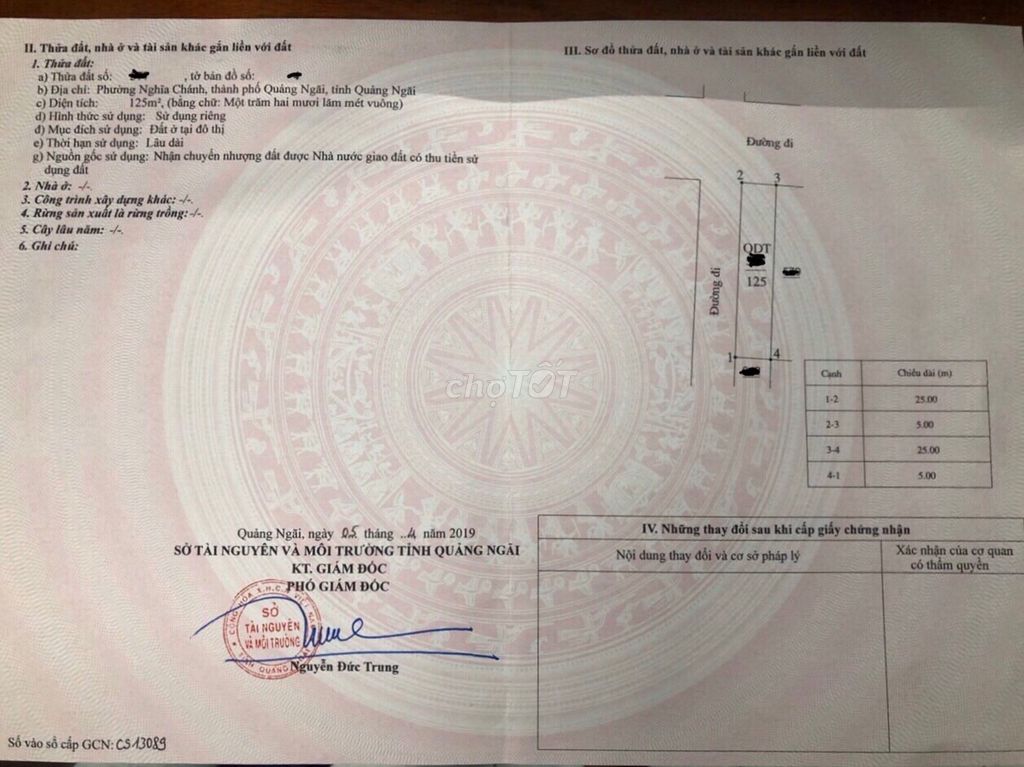 II. Thửa đất, nhà ở và tài sản khác gắn liền với đất
1. Thửa đất:
a) Thửa đất số: , tờ bản đồ số:
b) Địa chỉ: Phường Nghĩa Chánh, thành phố Quảng Ngãi, tỉnh Quảng Ngãi
c) Diện tích: 125m², (bằng chữ: Một trăm hai mươi lăm mét vuông)
d) Hình thức sử dụng: Sử dụng riêng
đ) Mục đích sử dụng: Đất ở tại đô thị
e) Thời hạn sử dụng: Lâu dài
g) Nguồn gốc sử dụng: Nhận chuyển nhượng đất được Nhà nước giao đất có thu tiền sử
dụng đất
2. Nhà ở: -/-.
3. Công trình xây dựng khác: -/-.
4. Rừng sản xuất là rừng trồng: -/-.
5. Cây lâu năm: -/-.
6. Ghi chú:
III. Sơ đồ thửa đất, nhà ở và tài sản khác gắn liền với đất
Đường đi
2 3
ODT
125
Đường đi
1 4
Cạnh Chiều dài (m)
1-2 25.00
2-3 5.00
3-4 25.00
4-1 5.00
chợTỐT
Quảng Ngãi, ngày 05 tháng 4 năm 2019
SỞ TÀI NGUYÊN VÀ MÔI TRƯỜNG TỈNH QUẢNG NGÃI
KT. GIÁM ĐỐC
PHÓ GIÁM ĐỐC
SỞ
TÀI NGUYÊN
VÀ MÔI TRƯỜNG
Nguyễn Đức Trung
Số vào sổ cấp GCN: CS13089
IV. Những thay đổi sau khi cấp giấy chứng nhận
Nội dung thay đổi và cơ sở pháp lý
Xác nhận của cơ quan
có thẩm quyền